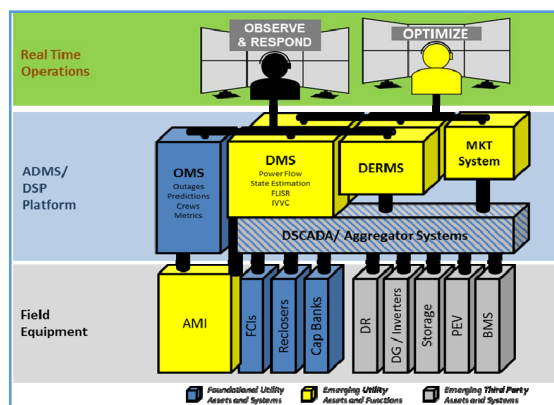 OBSERVE
& RESPOND
OPTIMIZE
Real Time
Operations
ADMS/
DSP
Platform
OMS
Outages
Predictions
Crews
Metrics
DMS
Power Flow
State Estimation
FLISR
IVVC
DERMS
MKT
System
DSCADA/ Aggregator Systems
Field
Equipment
AMI
FCIs
Reclosers
Cap Banks
DR
DG / Inverters
Storage
PEV
BMS
Foundational Utility
Assets and Systems
Emerging Utility
Assets and Functions
Emerging Third Party
Assets and Systems